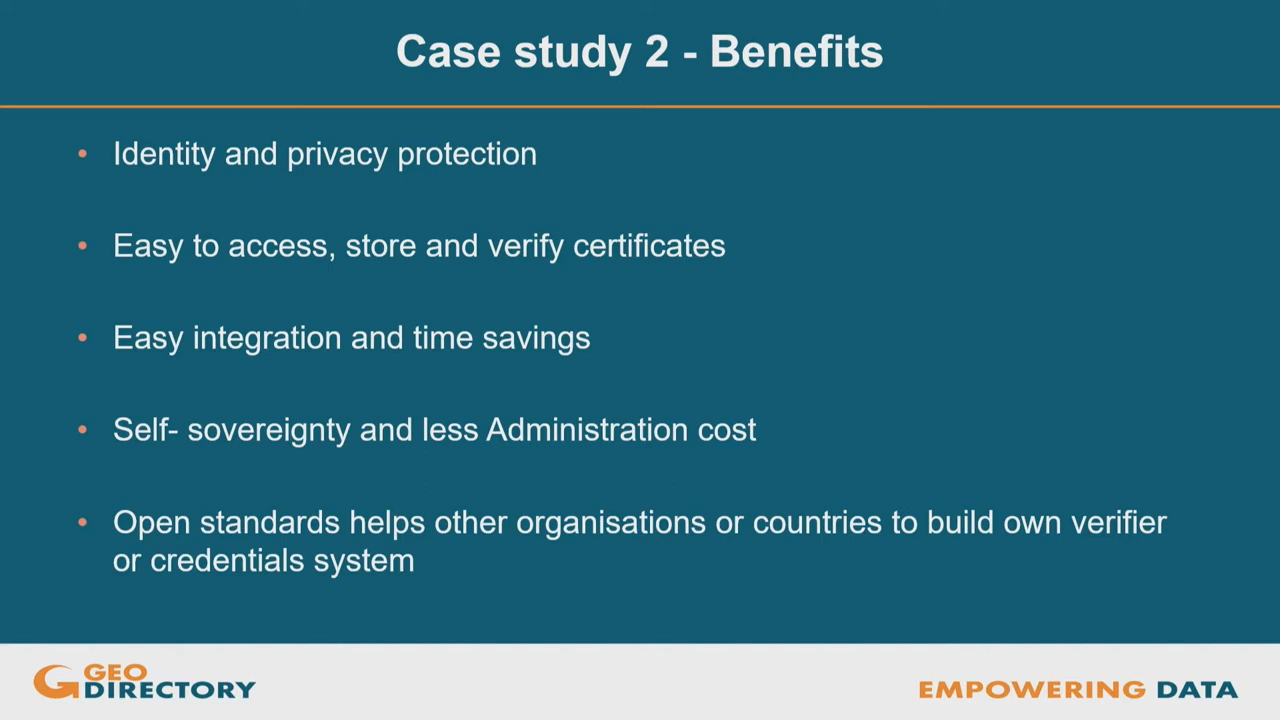 Case study 2 - Benefits
• Identity and privacy protection
• Easy to access, store and verify certificates
• Easy integration and time savings
• Self- sovereignty and less Administration cost
• Open standards helps other organisations or countries to build own verifier
or credentials system
GEO
DIRECTORY
EMPOWERING DATA